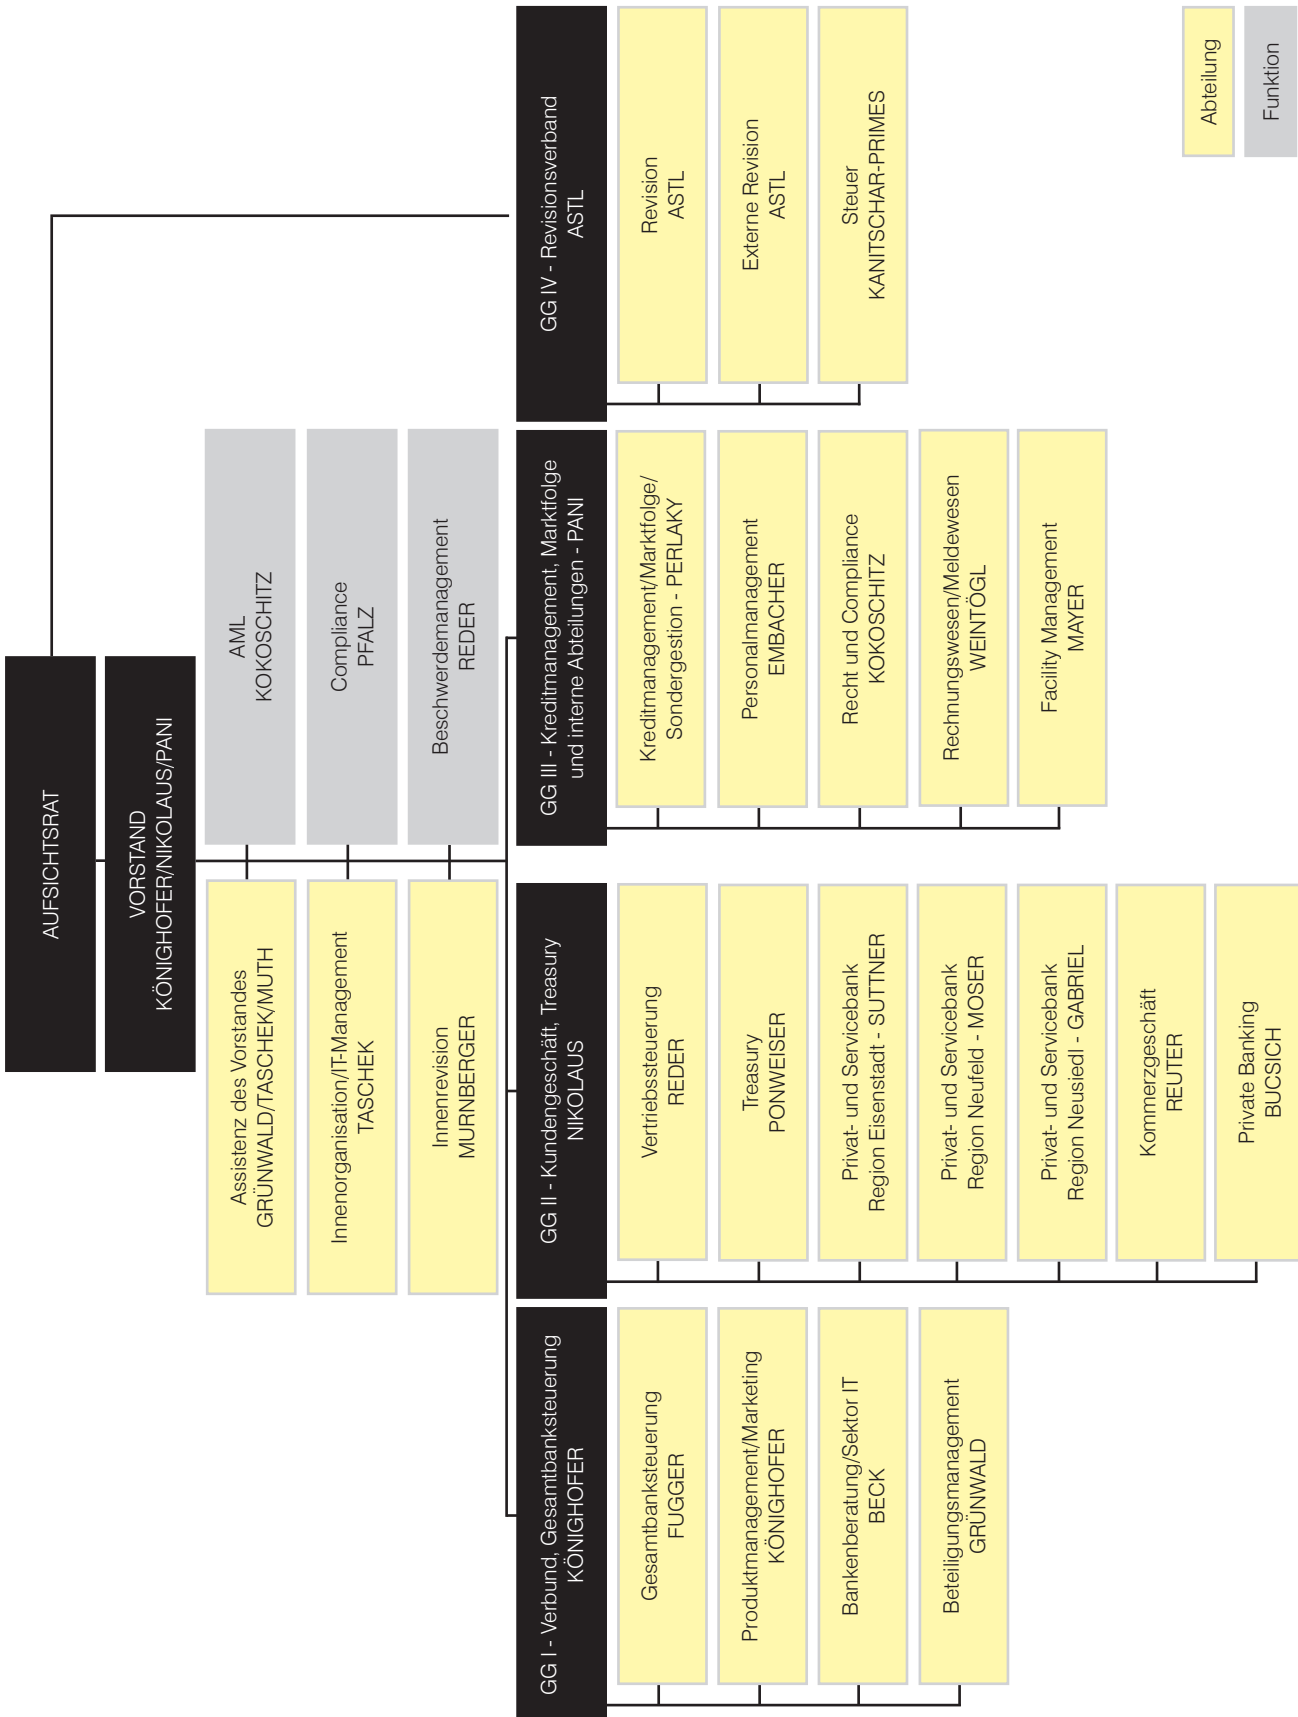 AUFSICHTSRAT
VORSTAND
KÖNIGHOFER/NIKOLAUS/PANI
Assistenz des Vorstandes
GRÜNWALD/TASCHEK/MUTH
AML
KOKOSCHITZ
Innenorganisation/IT-Management
TASCHEK
Compliance
PFALZ
Innenrevision
MURNBERGER
Beschwerdemanagement
REDER
GG I - Verbund, Gesamtbanksteuerung
KÖNIGHOFER
Gesamtbanksteuerung
FUGGER
Produktmanagement/Marketing
KÖNIGHOFER
Bankenberatung/Sektor IT
BECK
Beteiligungsmanagement
GRÜNWALD
GG II - Kundengeschäft, Treasury
NIKOLAUS
Vertriebssteuerung
REDER
Treasury
PONWEISER
Privat- und Servicebank
Region Eisenstadt - SUTTNER
Privat- und Servicebank
Region Neufeld - MOSER
Privat- und Servicebank
Region Neusiedl - GABRIEL
Kommerzgeschäft
REUTER
Private Banking
BUCSICH
GG III - Kreditmanagement, Marktfolge
und interne Abteilungen - PANI
Kreditmanagement/Marktfolge/
Sondergestion - PERLAKY
Personalmanagement
EMBACHER
Recht und Compliance
KOKOSCHITZ
Rechnungswesen/Meldewesen
WEINTÖGL
Facility Management
MAYER
GG IV - Revisionsverband
ASTL
Revision
ASTL
Externe Revision
ASTL
Steuer
KANITSCHAR-PRIMES
Abteilung
Funktion